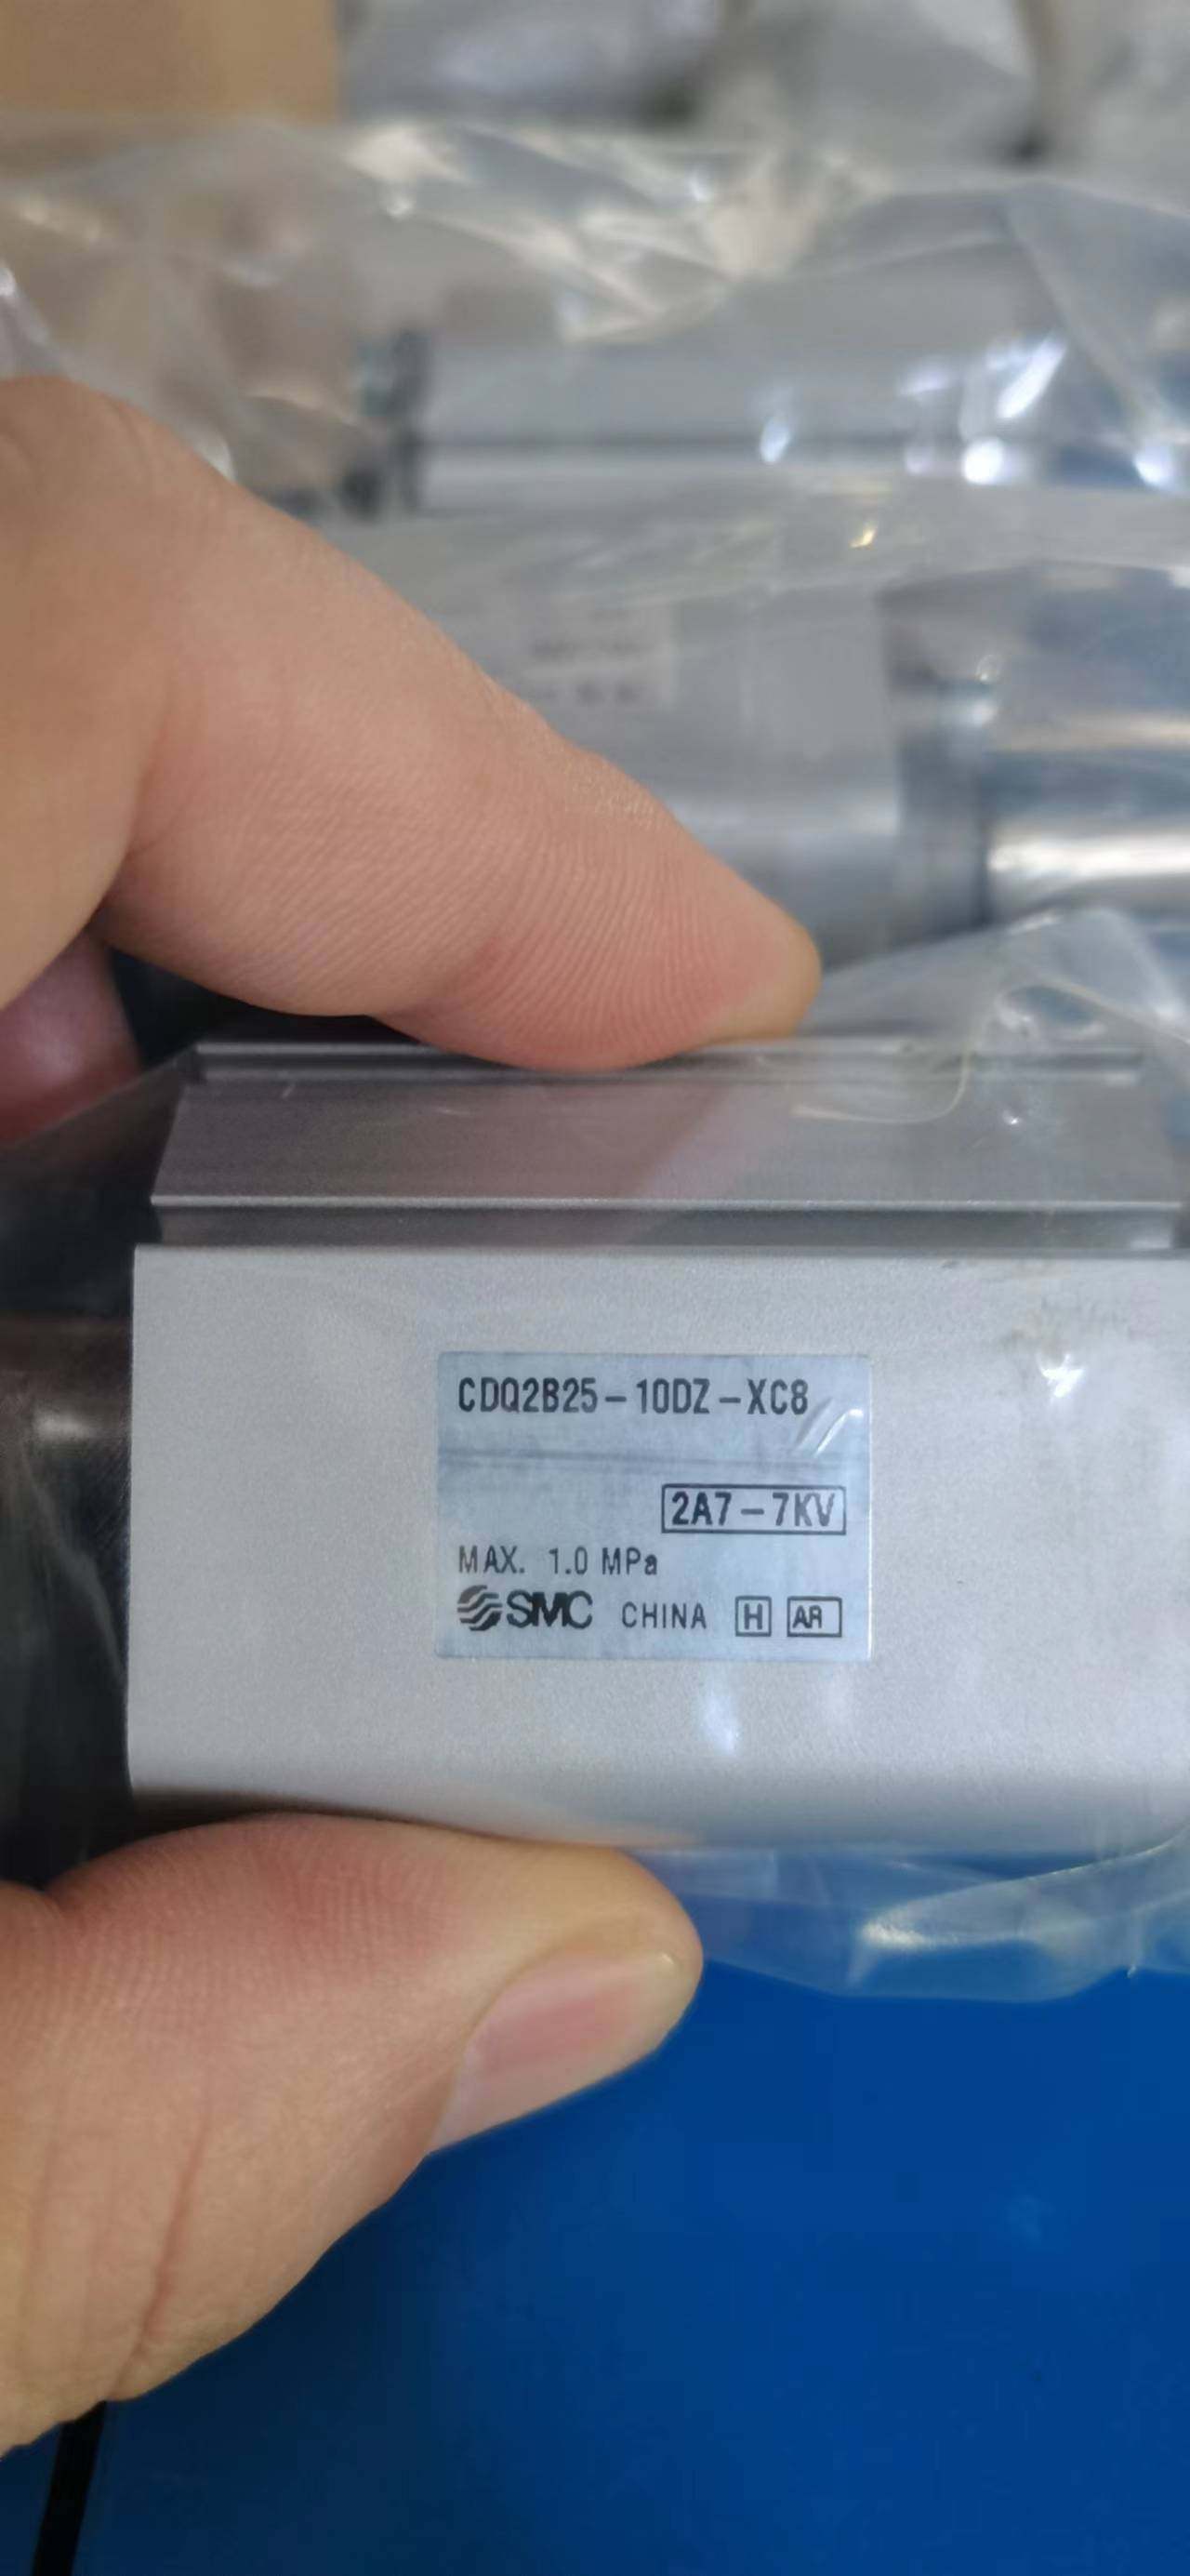 CDQ2B25-10DZ-XC8
2A7-7KV
MAX. 1.0 MPa
SMC CHINA H AR